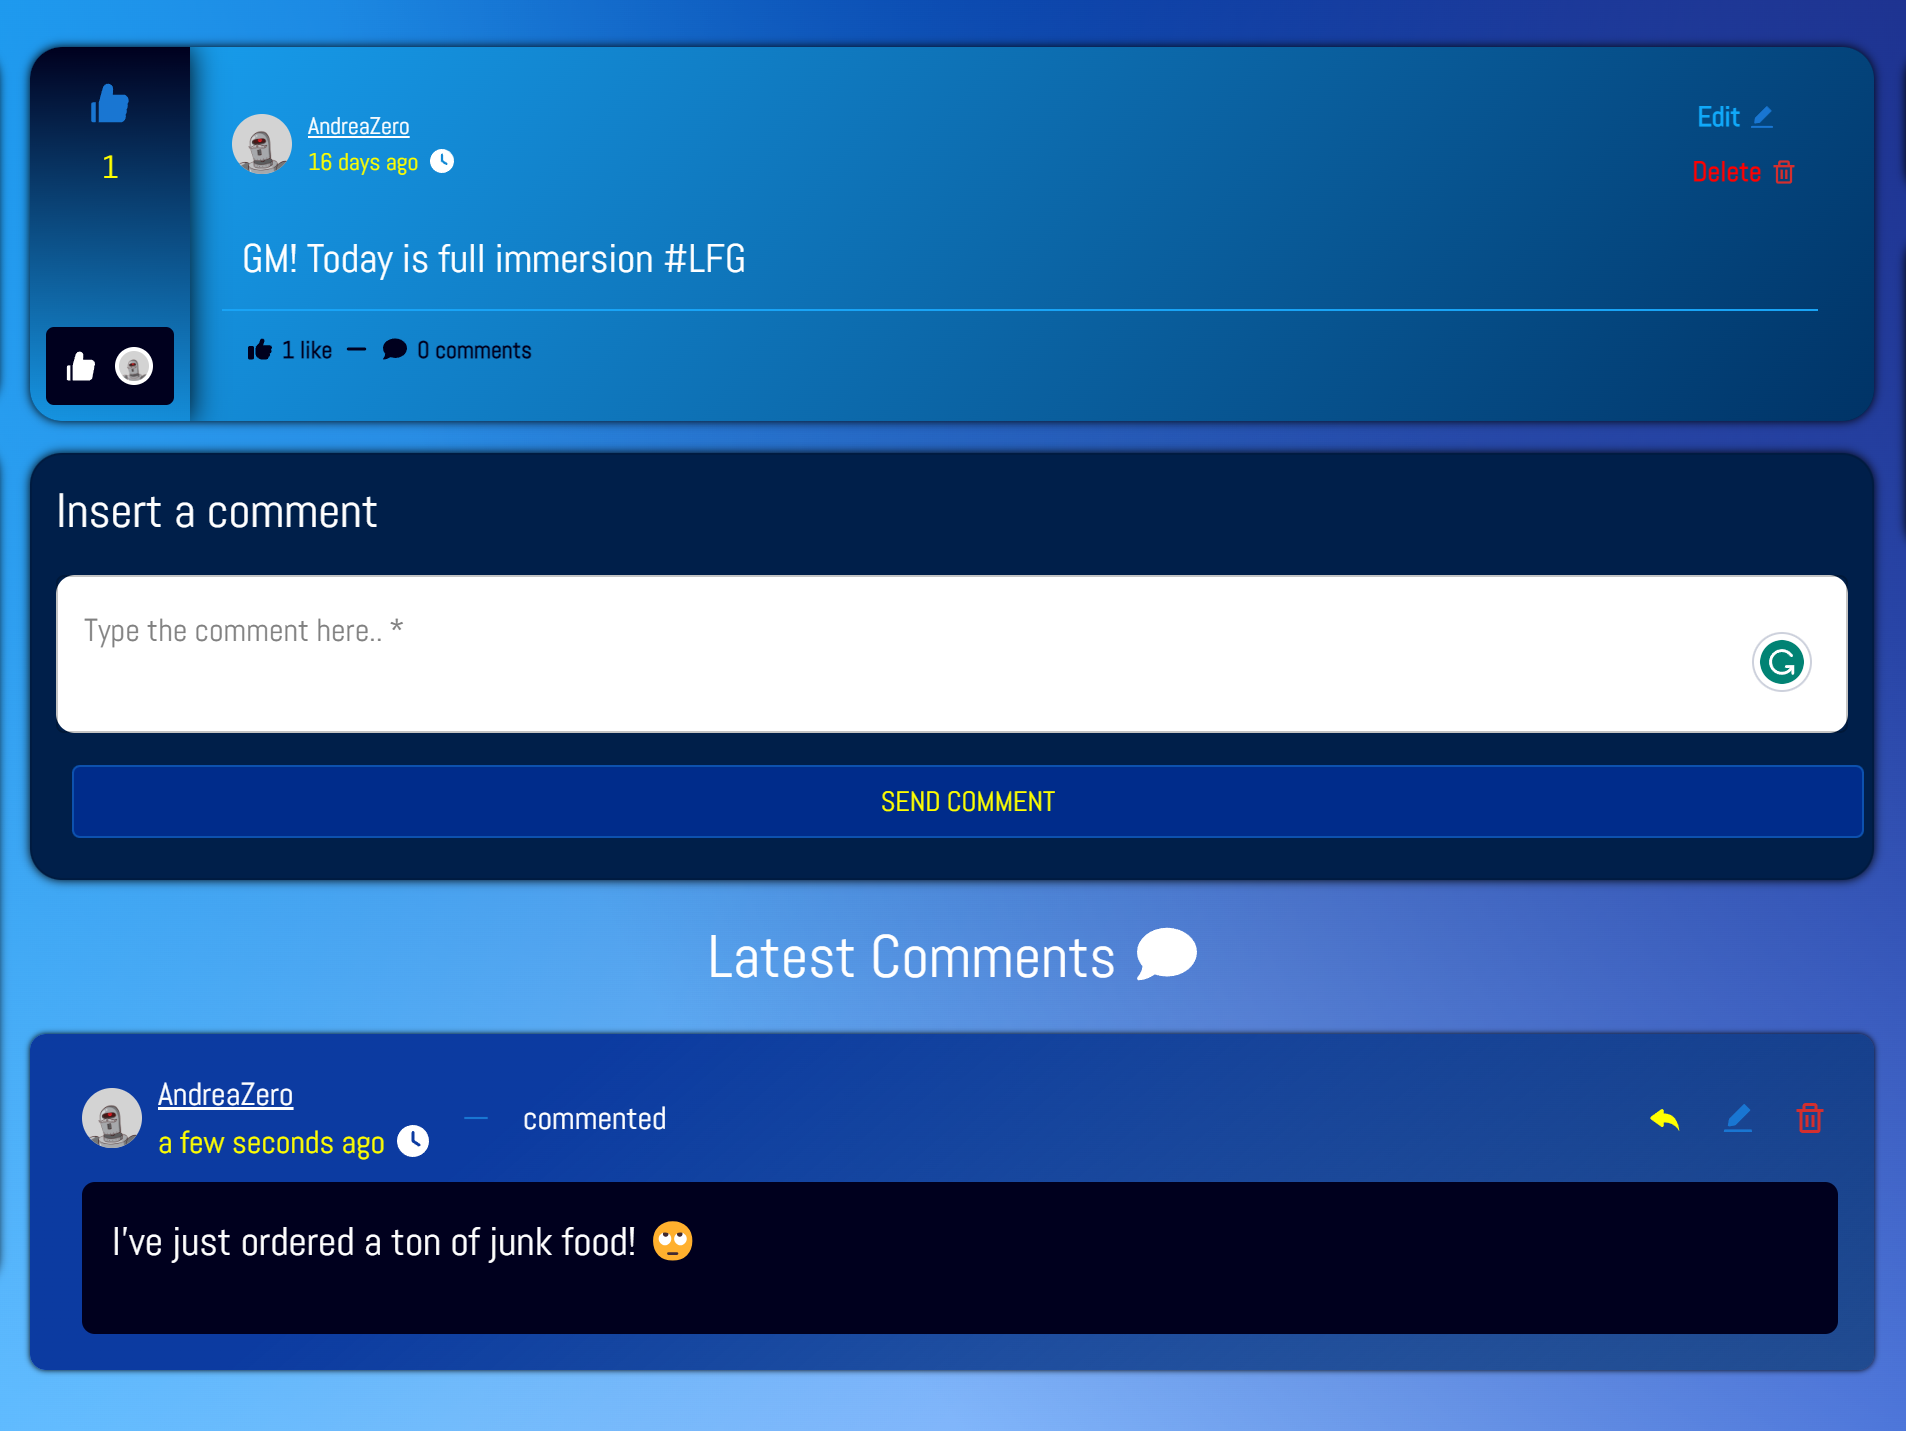 1
AndreaZero
16 days ago
Edit
Delete
GM! Today is full immersion #LFG
1 like — 0 comments
Insert a comment
Type the comment here.. *
SEND COMMENT
Latest Comments
AndreaZero
a few seconds ago
— commented
I've just ordered a ton of junk food! 🙄